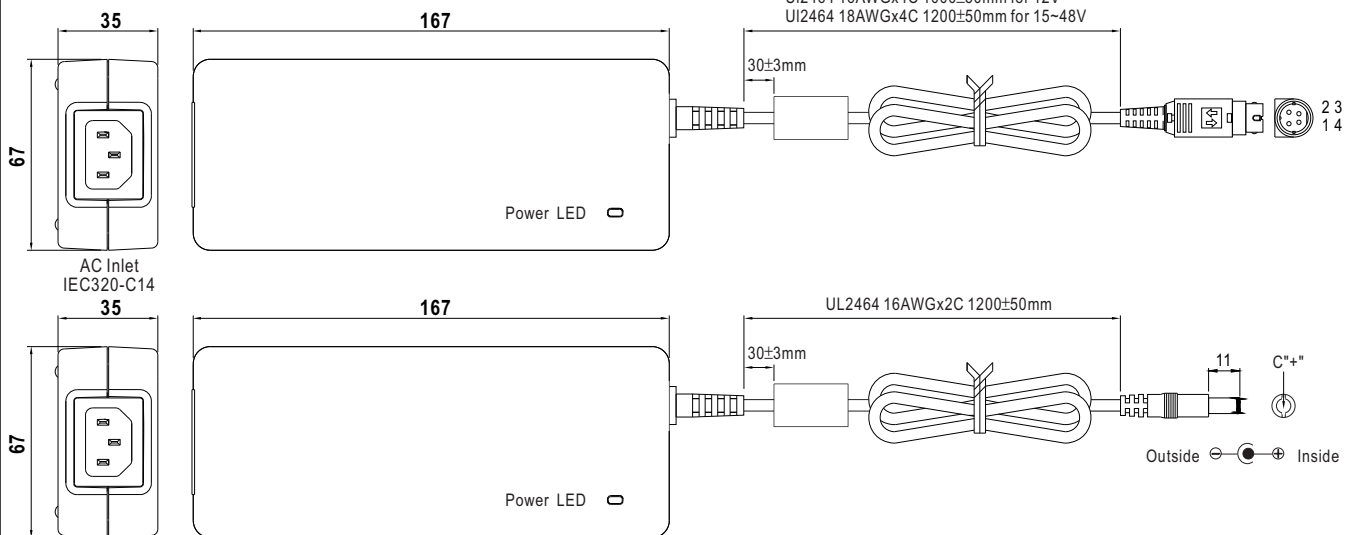 Ul2464 18AWGx4C 1200±50mm for 15~48V
35
167
30±3mm
67
2 3
1 4
Power LED
AC Inlet
IEC320-C14
35
167
UL2464 16AWGx2C 1200±50mm
30±3mm
11
C"+"
67
Outside
Inside
Power LED